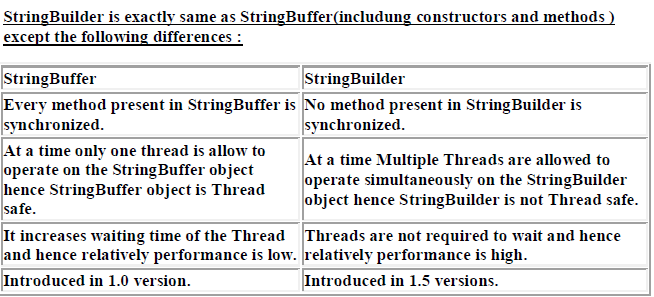 StringBuilder is exactly same as StringBuffer(includung constructors and methods )
except the following differences :
StringBuffer
StringBuilder
Every method present in StringBuffer is
synchronized.
No method present in StringBuilder is
synchronized.
At a time only one thread is allow to
operate on the StringBuffer object
hence StringBuffer object is Thread
safe.
At a time Multiple Threads are allowed to
operate simultaneously on the StringBuilder
object hence StringBuilder is not Thread safe.
It increases waiting time of the Thread
and hence relatively performance is low.
Threads are not required to wait and hence
relatively performance is high.
Introduced in 1.0 version.
Introduced in 1.5 versions.